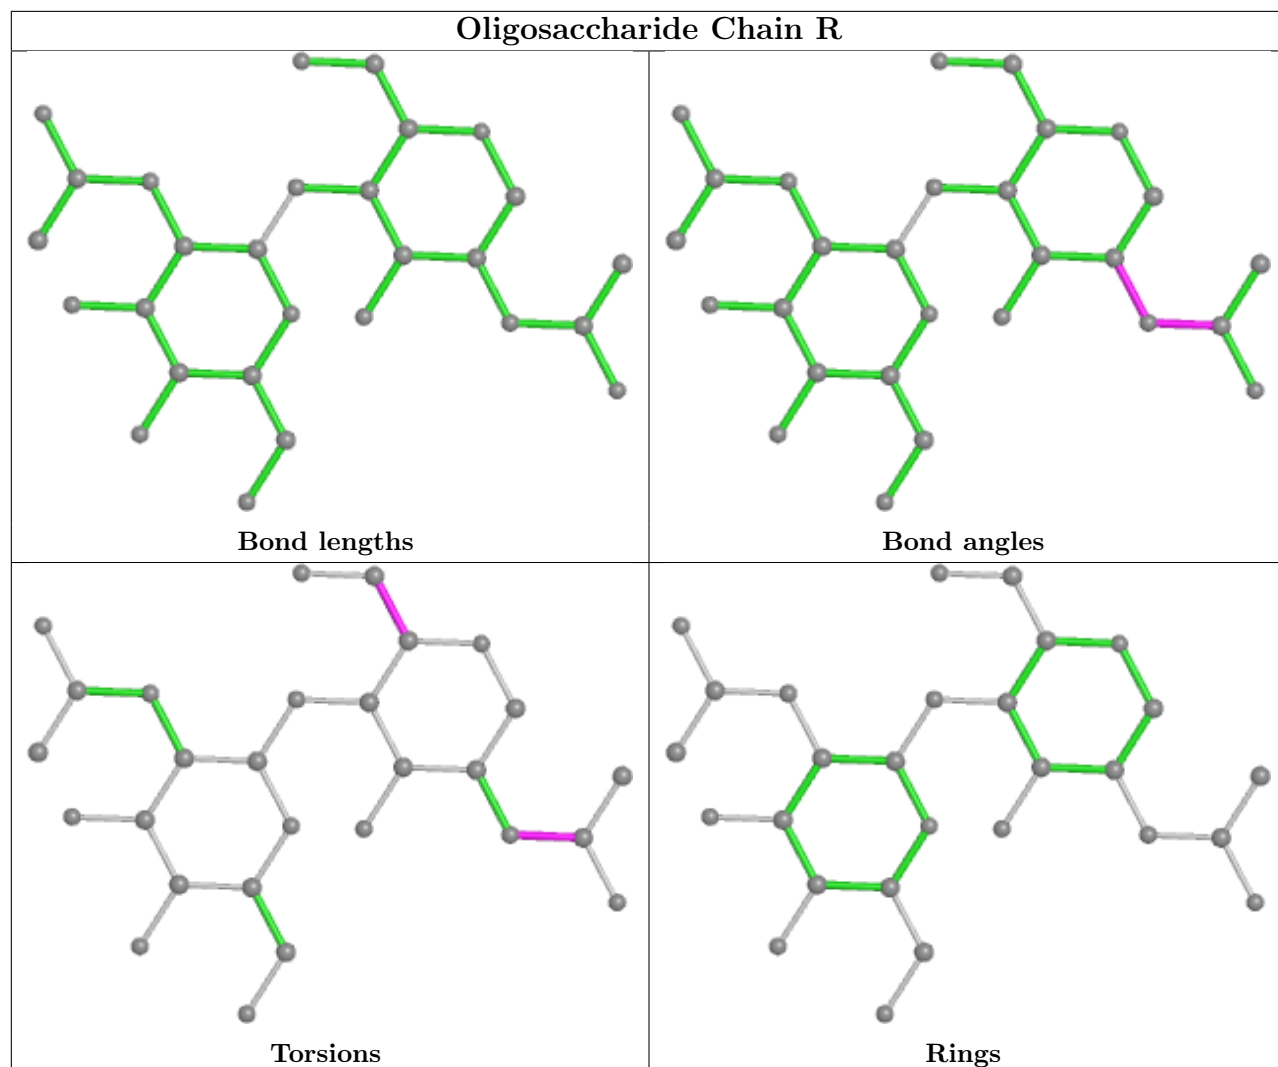 Oligosaccharide Chain R
Bond lengths
Bond angles
Torsions
Rings